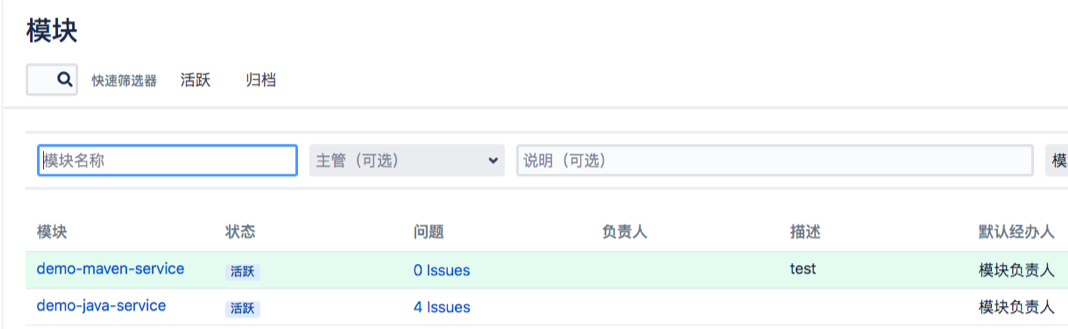 模块
快速筛选器 活跃 归档
模块名称 主管（可选） 说明（可选）
模块 状态 问题 负责人 描述 默认经办人
demo-maven-service 活跃 0 Issues test 模块负责人
demo-java-service 活跃 4 Issues 模块负责人